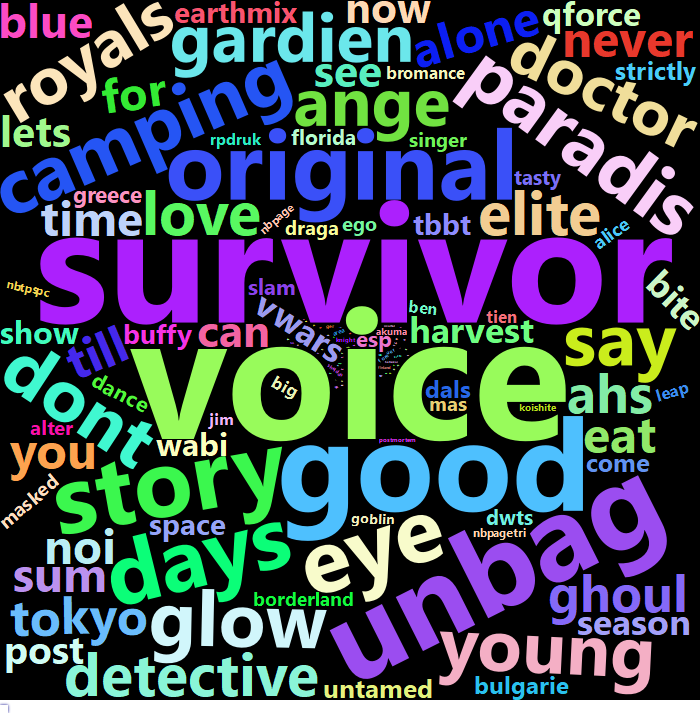 blue
royals
earthmix
now
qforce
gardien
alone
never
doctor
strictly
see
bromance
for
camping
ange
paradis
lets
rpdruk
florida
singer
original
tasty
greece
time
love
nbpage
draga
ego
tbbt
elite
alice
survivor
bite
nbtpspc
slam
vwars
ben
tien
show
till
buffy
can
akuma
esp
knight
harvest
say
dont
dance
voice
big
dals
mas
koishite
ahs
leap
alter
jim
you
wabi
postmortem
good
eat
come
masked
story
space
goblin
dwts
nbpagetri
noi
days
eye
unbag
sum
borderland
ghoul
tokyo
glow
season
post
young
detective
untamed
bulgarie